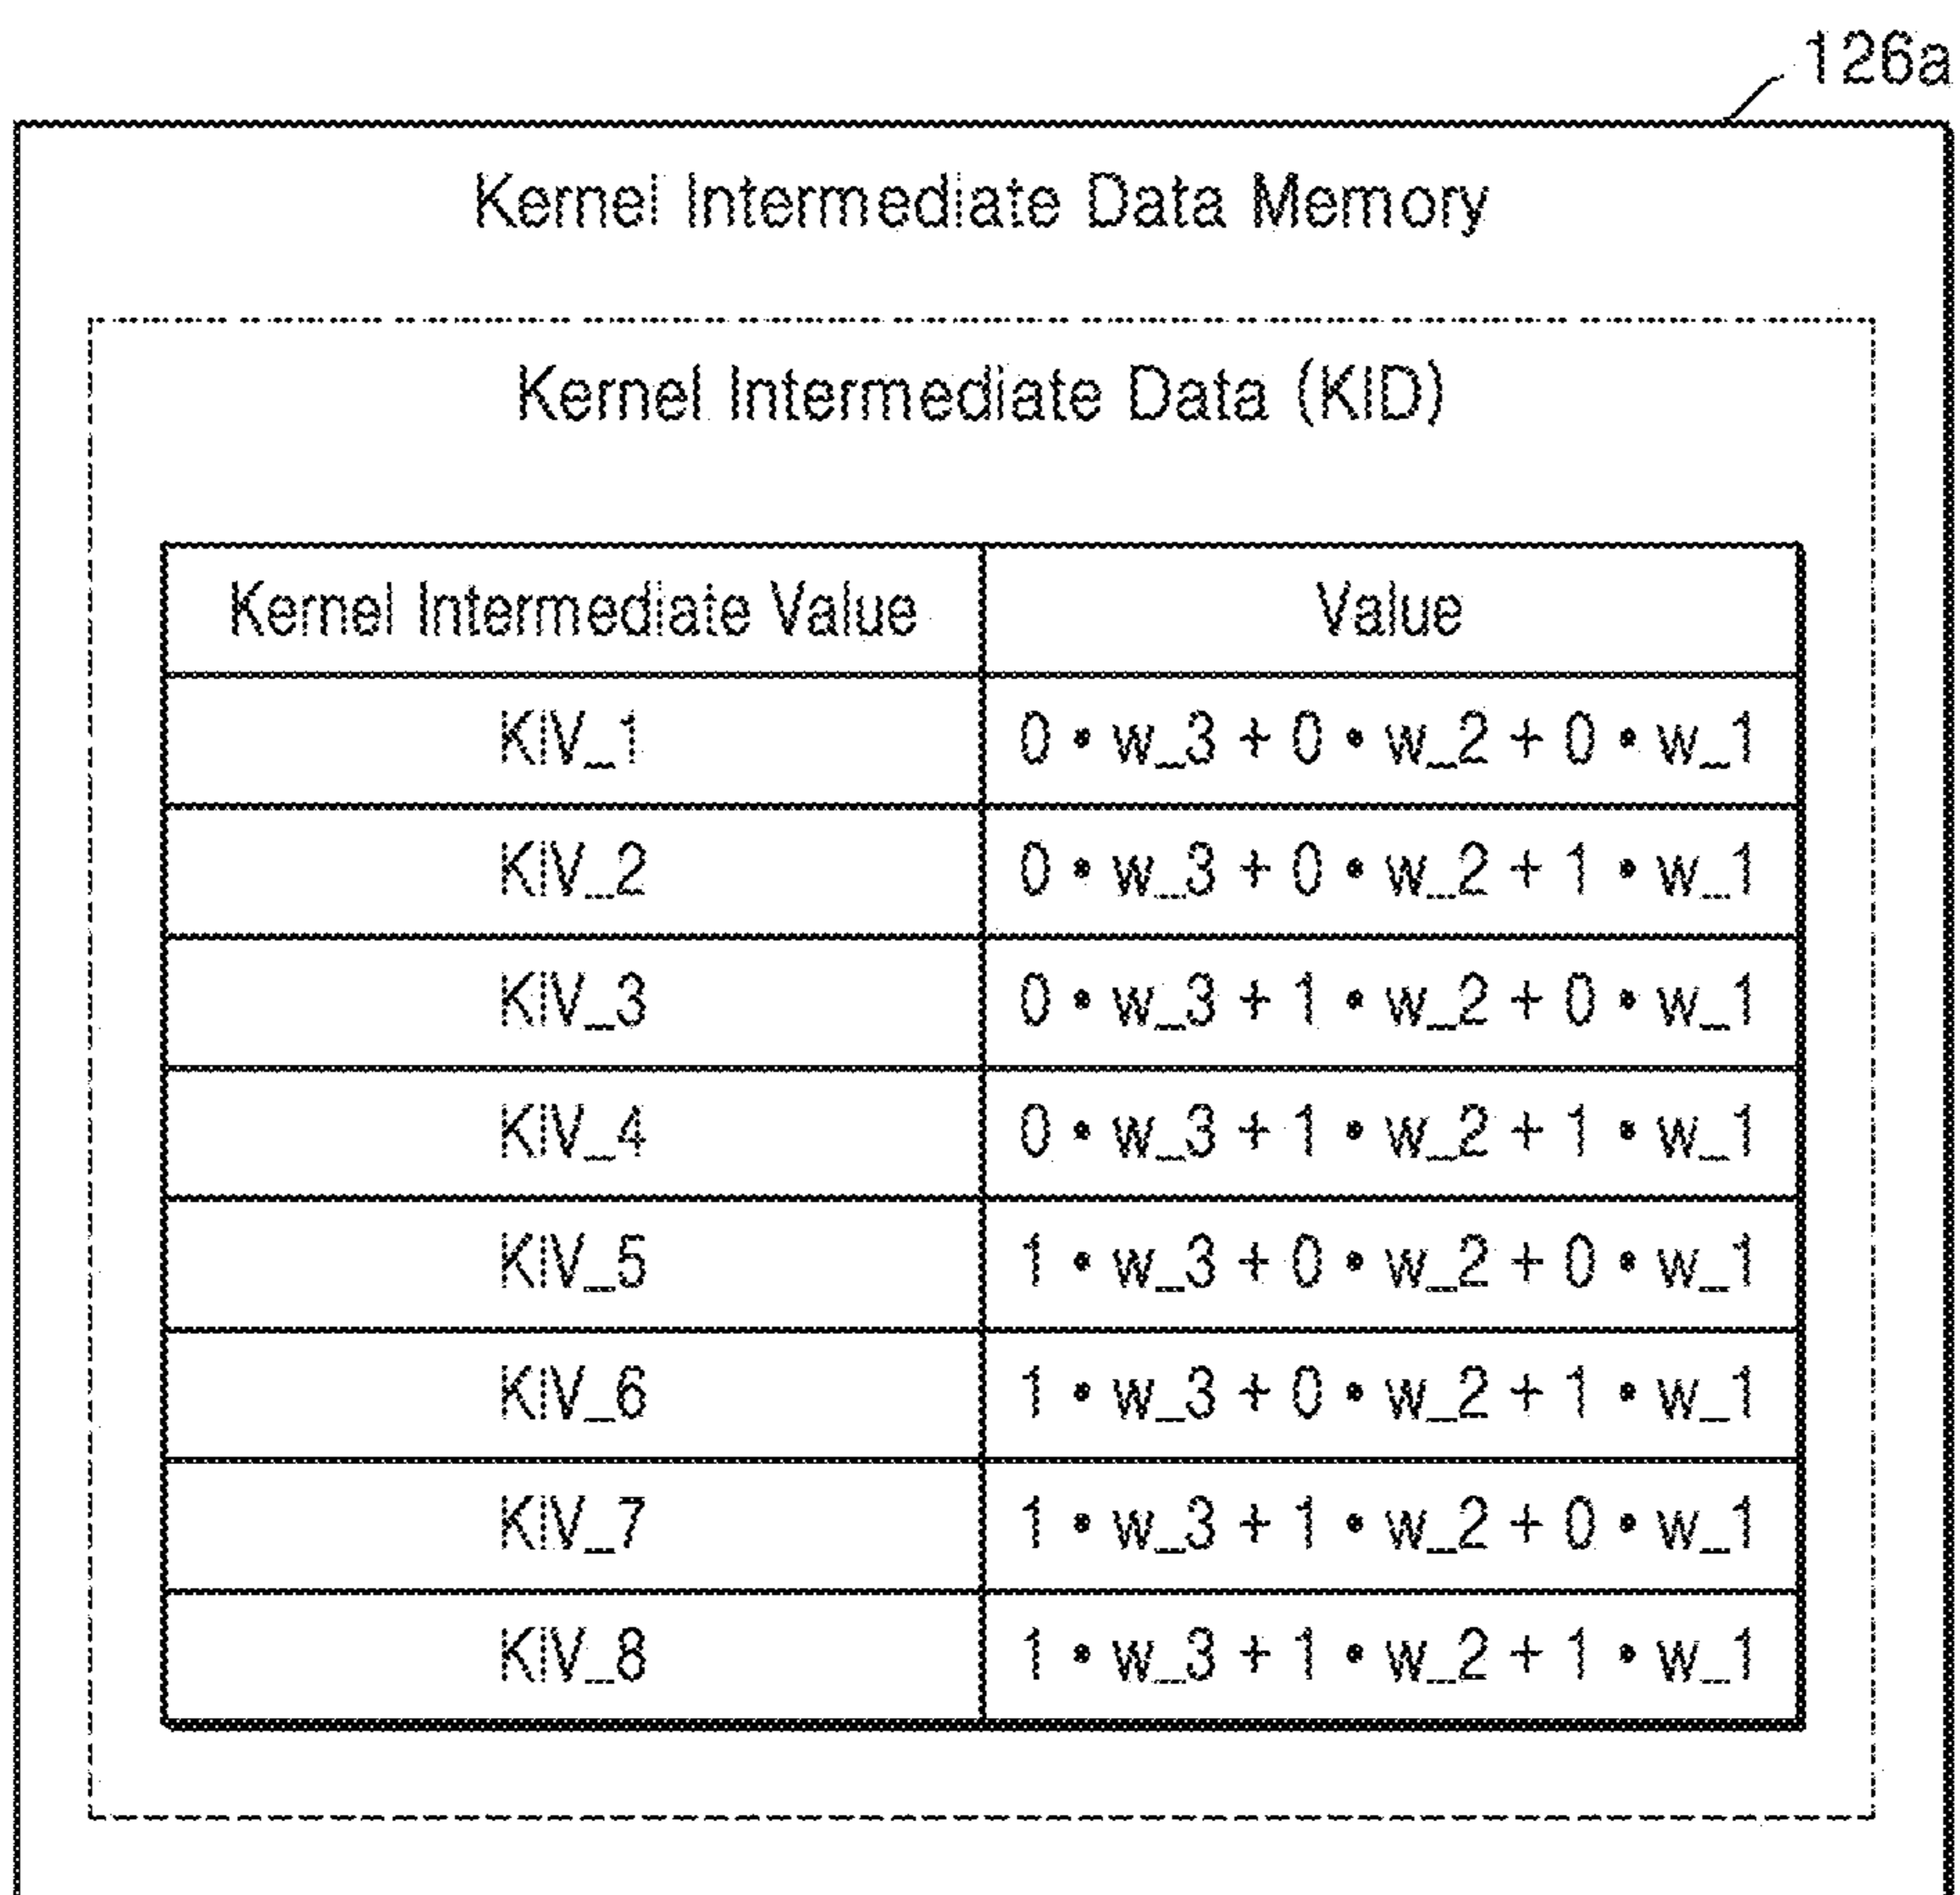 126a
Kernel Intermediate Data Memory
Kernel Intermediate Data (KID)
Kernel Intermediate Value Value
KIV_1 0 • w_3 + 0 • w_2 + 0 • w_1
KIV_2 0 • w_3 + 0 • w_2 + 1 • w_1
KIV_3 0 • w_3 + 1 • w_2 + 0 • w_1
KIV_4 0 • w_3 + 1 • w_2 + 1 • w_1
KIV_5 1 • w_3 + 0 • w_2 + 0 • w_1
KIV_6 1 • w_3 + 0 • w_2 + 1 • w_1
KIV_7 1 • w_3 + 1 • w_2 + 0 • w_1
KIV_8 1 • w_3 + 1 • w_2 + 1 • w_1